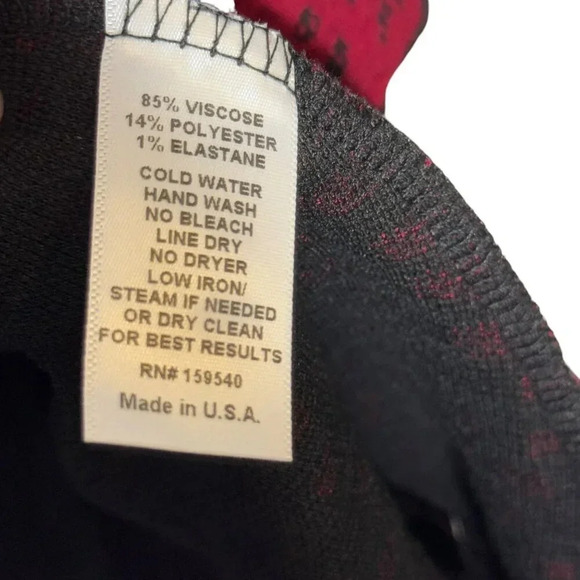 85% VISCOSE
14% POLYESTER
1% ELASTANE
COLD WATER
HAND WASH
NO BLEACH
LINE DRY
NO DRYER
LOW IRON/
STEAM IF NEEDED
OR DRY CLEAN
FOR BEST RESULTS
RN# 159540
Made in U.S.A.